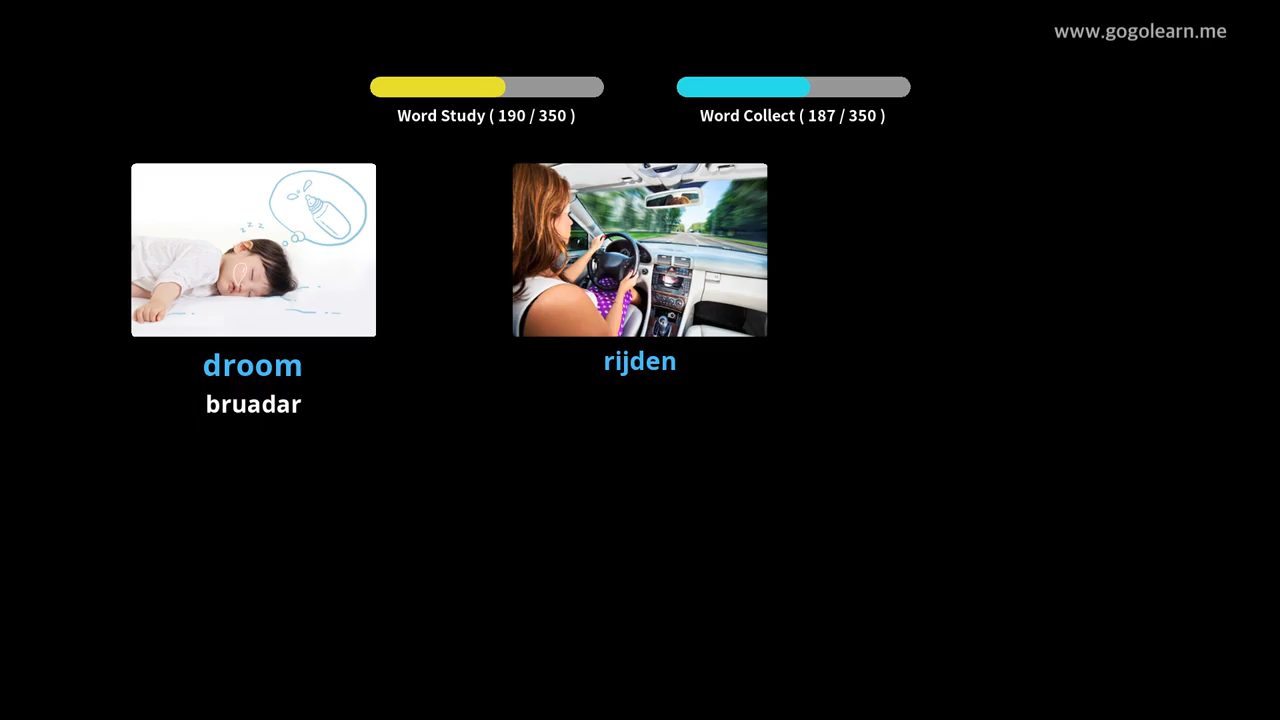 www.gogolearn.me
Word Study ( 190 / 350 )
Word Collect ( 187 / 350 )
z z z z
droom
rijden
bruadar